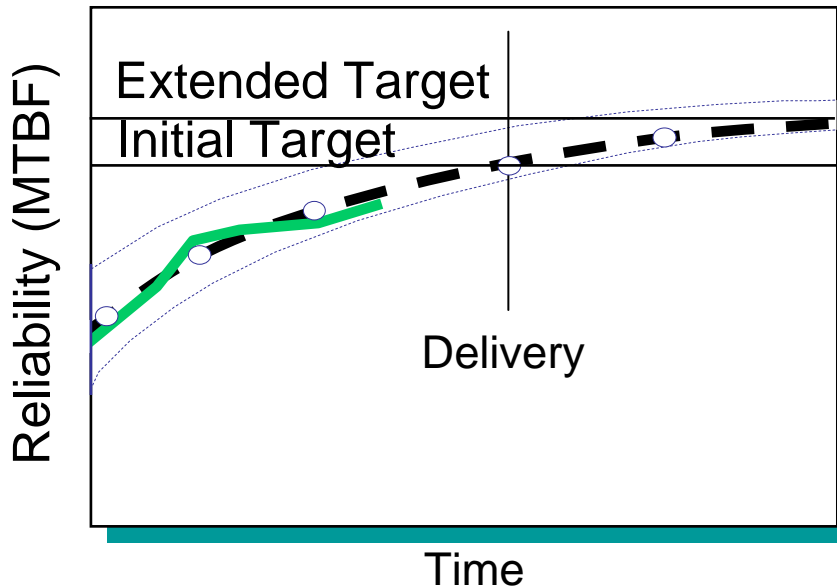 Extended Target
Initial Target
Reliability (MTBF)
Delivery
Time